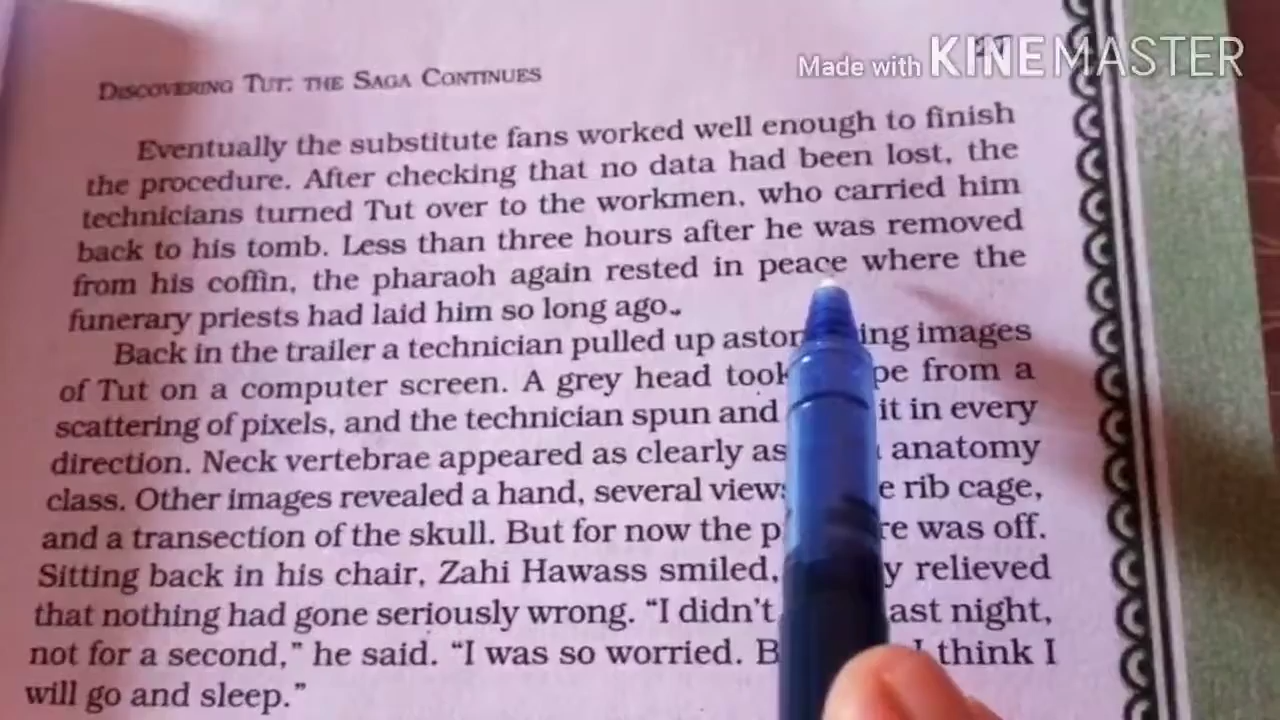 Made with KINEMASTER
DISCOVERING TUT: THE SAGA CONTINUES
Eventually the substitute fans worked well enough to finish
the procedure. After checking that no data had been lost, the
technicians turned Tut over to the workmen, who carried him
back to his tomb. Less than three hours after he was removed
from his coffin, the pharaoh again rested in peace where the
funerary priests had laid him so long ago.
Back in the trailer a technician pulled up images
of Tut on a computer screen. A grey head took from a
scattering of pixels, and the technician spun and it in every
direction. Neck vertebrae appeared as clearly as anatomy
class. Other images revealed a hand, several rib cage,
and a transection of the skull. But for now the was off.
Sitting back in his chair, Zahi Hawass smiled, relieved
that nothing had gone seriously wrong. “I didn’t night,
not for a second,” he said. “I was so worried. I think I
will go and sleep.”